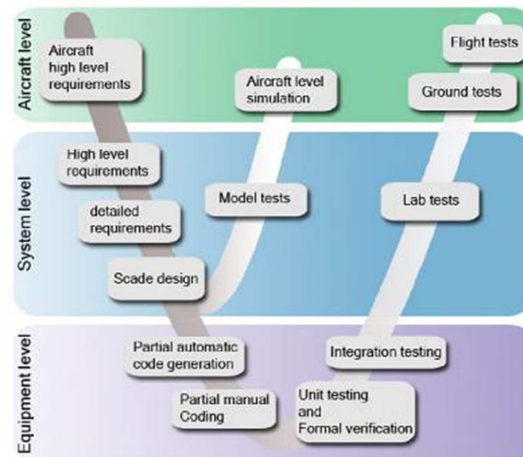 Aircraft level
Aircraft
high level
requirements
Aircraft level
simulation
Flight tests
Ground tests
System level
High level
requirements
detailed
requirements
Scade design
Model tests
Lab tests
Equipment level
Partial automatic
code generation
Partial manual
Coding
Integration testing
Unit testing
and
Formal verification